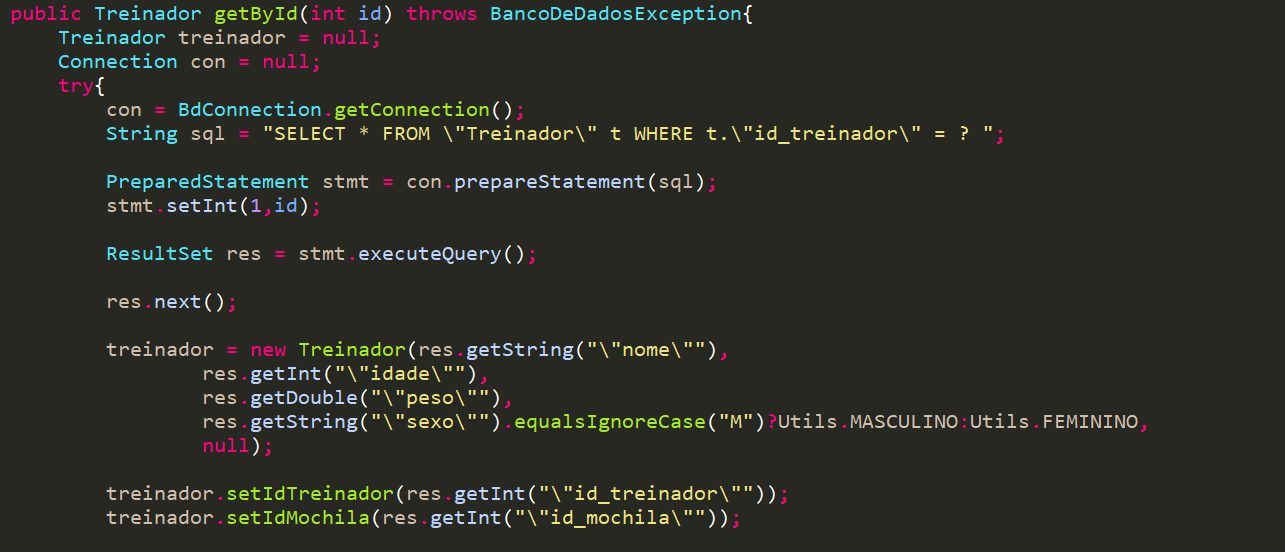 public Treinador getById(int id) throws BancoDeDadosException{
    Treinador treinador = null;
    Connection con = null;
    try{
        con = BdConnection.getConnection();
        String sql = "SELECT * FROM \"Treinador\" t WHERE t.\"id_treinador\" = ? ";

        PreparedStatement stmt = con.prepareStatement(sql);
        stmt.setInt(1,id);

        ResultSet res = stmt.executeQuery();

        res.next();

        treinador = new Treinador(res.getString("\"nome\""),
                res.getInt("\"idade\""),
                res.getDouble("\"peso\""),
                res.getString("\"sexo\"").equalsIgnoreCase("M")?Utils.MASCULINO:Utils.FEMININO,
                null);

        treinador.setIdTreinador(res.getInt("\"id_treinador\""));
        treinador.setIdMochila(res.getInt("\"id_mochila\""));